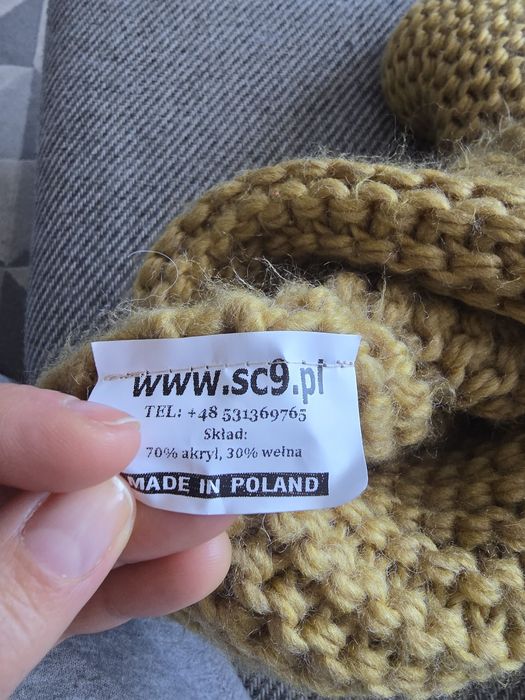 www.sc9.pl
TEL: +48 531369765
Skład:
70% akryl, 30% wełna
MADE IN POLAND